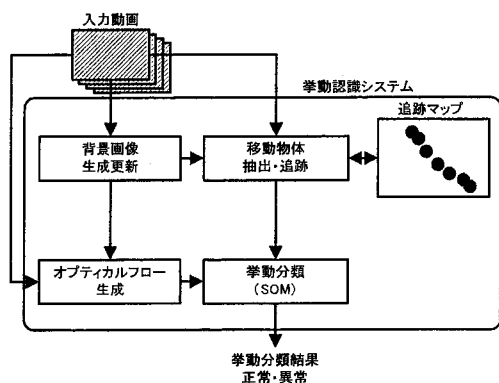 入力動画
挙動認識システム
追跡マップ
背景画像
生成更新
移動物体
抽出・追跡
オプティカルフロー
生成
挙動分類
(SOM)
挙動分類結果
正常・異常